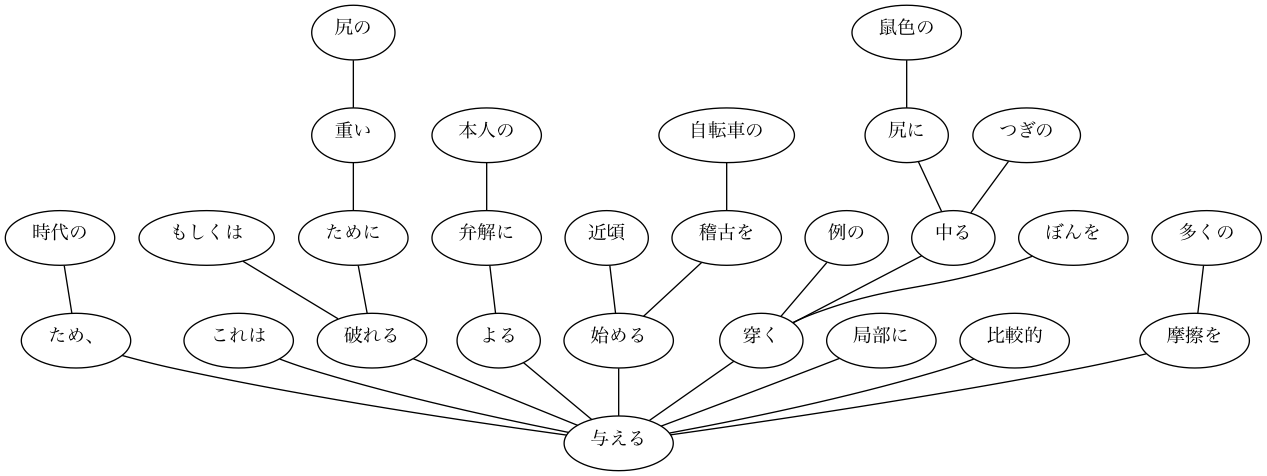 尻の
鼠色の
重い
本人の
自転車の
尻に
つぎの
時代の
もしくは
ために
弁解に
近頃
稽古を
例の
中る
ぼんを
多くの
ため、
これは
破れる
よる
始める
穿く
局部に
比較的
摩擦を
与える